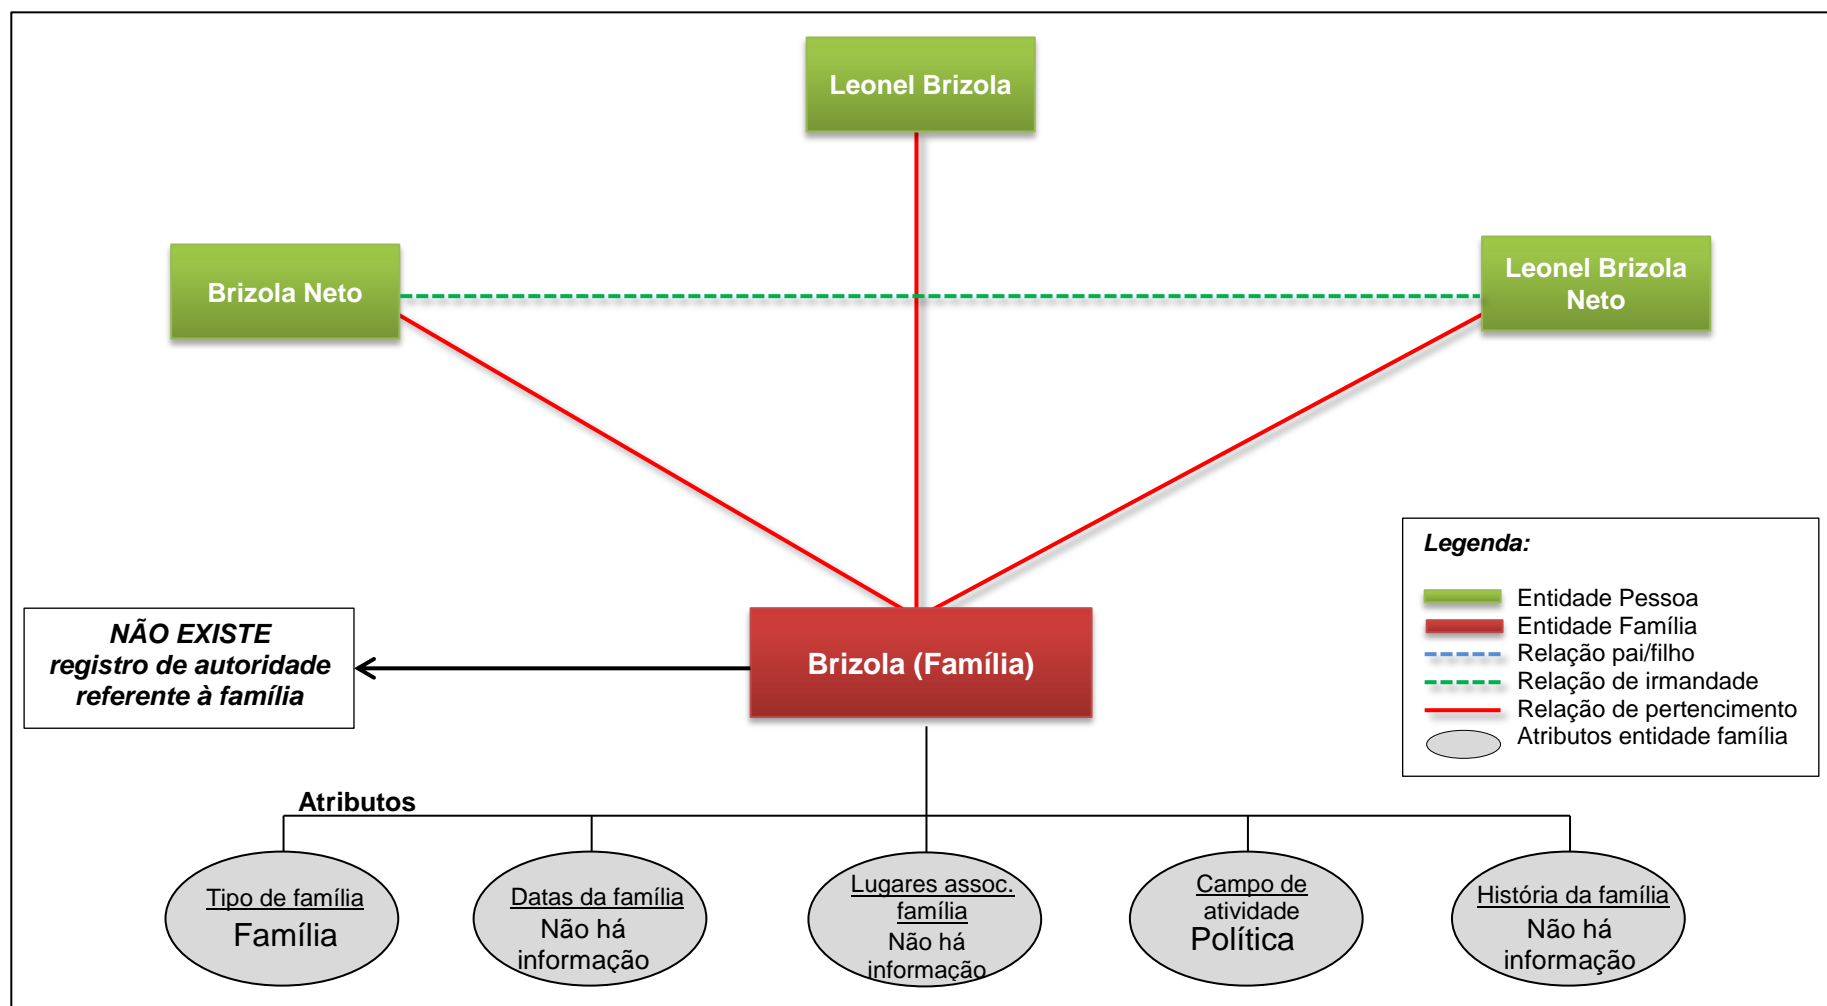 Leonel Brizola
Brizola Neto
Leonel Brizola
Neto
Legenda:
Entidade Pessoa
Entidade Família
Relação pai/filho
Relação de irmandade
Relação de pertencimento
Atributos entidade família
NÃO EXISTE
registro de autoridade
referente à família
Brizola (Família)
Atributos
Tipo de família
Família
Datas da família
Não há
informação
Lugares assoc.
família
Não há
informação
Campo de
atividade
Política
História da família
Não há
informação